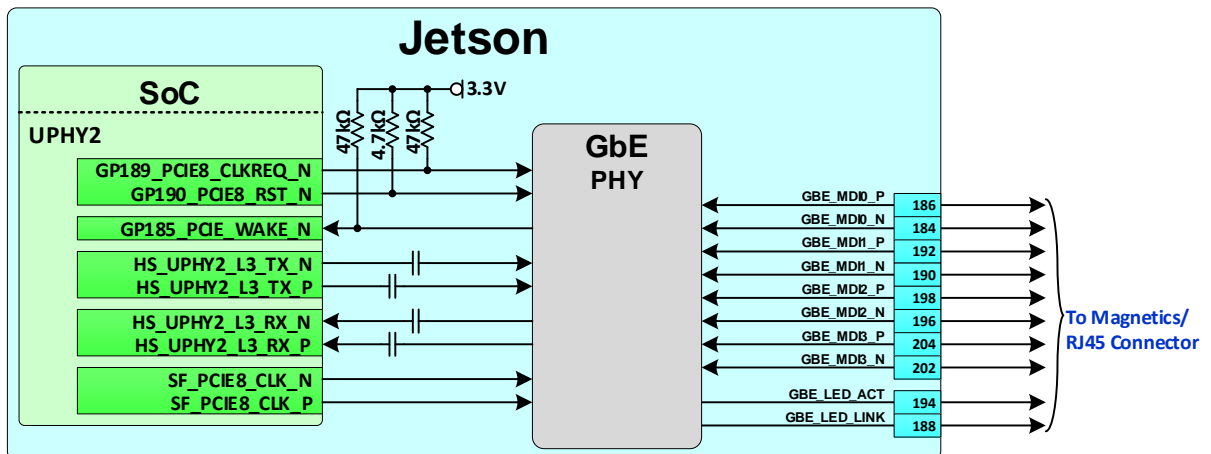 Jetson
SoC
UPHY2
3.3V
47kΩ
4.7kΩ
47kΩ
GP189_PCIE8_CLKREQ_N
GP190_PCIE8_RST_N
GP185_PCIE_WAKE_N
HS_UPHY2_L3_TX_N
HS_UPHY2_L3_TX_P
HS_UPHY2_L3_RX_N
HS_UPHY2_L3_RX_P
SF_PCIE8_CLK_N
SF_PCIE8_CLK_P
GbE
PHY
GBE_MDI0_P 186
GBE_MDI0_N 184
GBE_MDI1_P 192
GBE_MDI1_N 190
GBE_MDI2_P 198
GBE_MDI2_N 196
GBE_MDI3_P 204
GBE_MDI3_N 202
GBE_LED_ACT 194
GBE_LED_LINK 188
To Magnetics/
RJ45 Connector